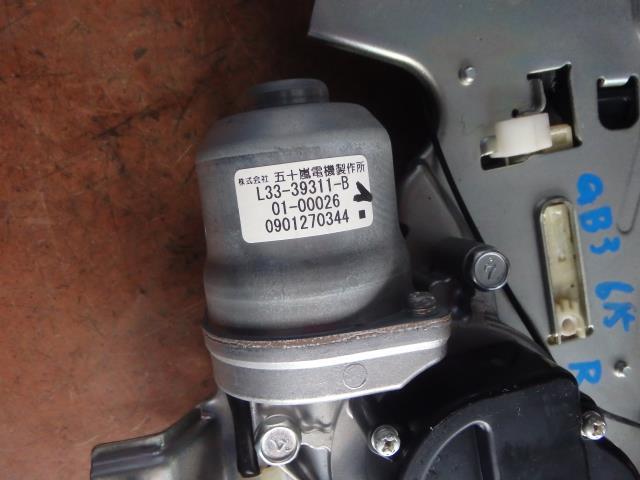 株式会社 五十嵐電機製作所
L33-39311-B
01-00026
0901270344
GB3
6K
R